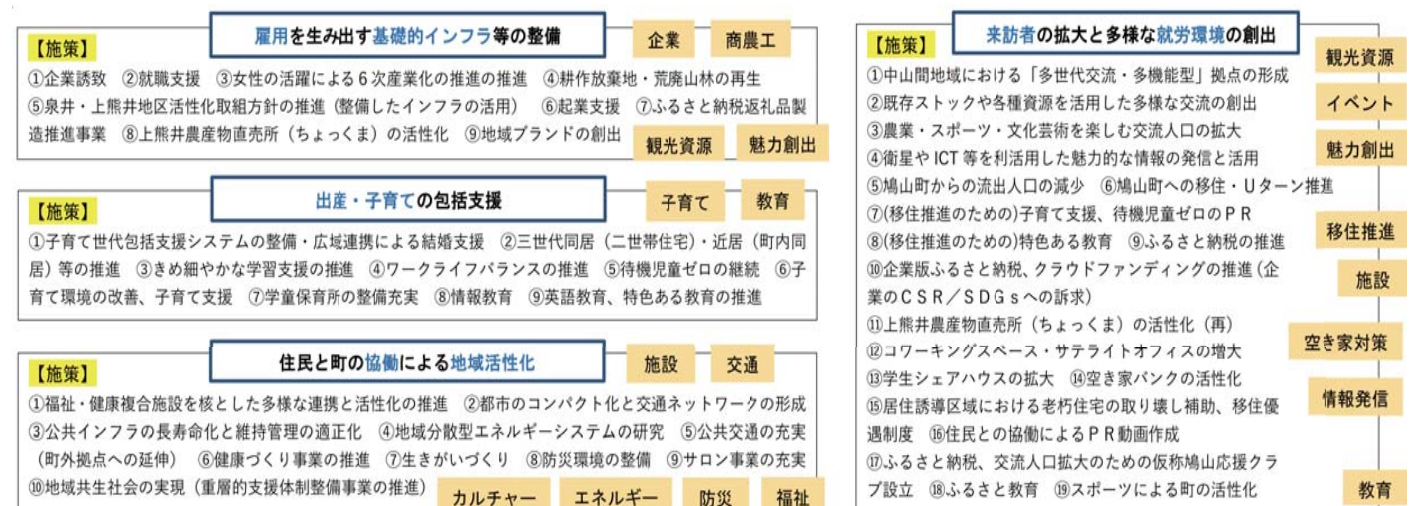 雇用を生み出す基礎的インフラ等の整備
企業
商農工
【施策】
①企業誘致 ②就職支援 ③女性の活躍による6次産業化の推進の推進 ④耕作放棄地・荒廃山林の再生
⑤泉井・上熊井地区活性化取組方針の推進（整備したインフラの活用） ⑥起業支援 ⑦ふるさと納税返礼品製
造推進事業 ⑧上熊井農産物直売所（ちょっくま）の活性化 ⑨地域ブランドの創出
観光資源
魅力創出
出産・子育ての包括支援
子育て
教育
【施策】
①子育て世代包括支援システムの整備・広域連携による結婚支援 ②三世代同居（二世帯住宅）・近居（町内同
居）等の推進 ③きめ細やかな学習支援の推進 ④ワークライフバランスの推進 ⑤待機児童ゼロの継続 ⑥子
育て環境の改善、子育て支援 ⑦学童保育所の整備充実 ⑧情報教育 ⑨英語教育、特色ある教育の推進
住民と町の協働による地域活性化
施設
交通
【施策】
①福祉・健康複合施設を核とした多様な連携と活性化の推進 ②都市のコンパクト化と交通ネットワークの形成
③公共インフラの長寿命化と維持管理の適正化 ④地域分散型エネルギーシステムの研究 ⑤公共交通の充実
（町外拠点への延伸） ⑥健康づくり事業の推進 ⑦生きがいづくり ⑧防災環境の整備 ⑨サロン事業の充実
⑩地域共生社会の実現（重層的支援体制整備事業の推進）
カルチャー
エネルギー
防災
福祉
来訪者の拡大と多様な就労環境の創出
【施策】
①中山間地域における「多世代交流・多機能型」拠点の形成
②既存ストックや各種資源を活用した多様な交流の創出
③農業・スポーツ・文化芸術を楽しむ交流人口の拡大
④衛星やICT等を利活用した魅力的な情報の発信と活用
⑤鳩山町からの流出人口の減少 ⑥鳩山町への移住・Uターン推進
⑦(移住推進のための)子育て支援、待機児童ゼロのPR
⑧(移住推進のための)特色ある教育 ⑨ふるさと納税の推進
⑩企業版ふるさと納税、クラウドファンディングの推進（企
業のCSR／SDGsへの訴求）
⑪上熊井農産物直売所（ちょっくま）の活性化（再）
⑫コワーキングスペース・サテライトオフィスの増大
⑬学生シェアハウスの拡大 ⑭空き家バンクの活性化
⑮居住誘導区域における老朽住宅の取り壊し補助、移住優
遇制度 ⑯住民との協働によるPR動画作成
⑰ふるさと納税、交流人口拡大のための仮称鳩山応援クラ
ブ設立 ⑱ふるさと教育 ⑲スポーツによる町の活性化
観光資源
イベント
魅力創出
移住推進
施設
空き家対策
情報発信
教育